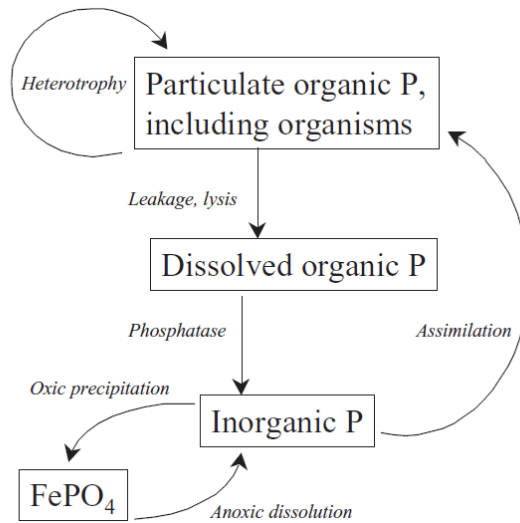 Heterotrophy
Particulate organic P,
including organisms
Leakage, lysis
Dissolved organic P
Phosphatase
Assimilation
Oxic precipitation
Inorganic P
FePO₄
Anoxic dissolution